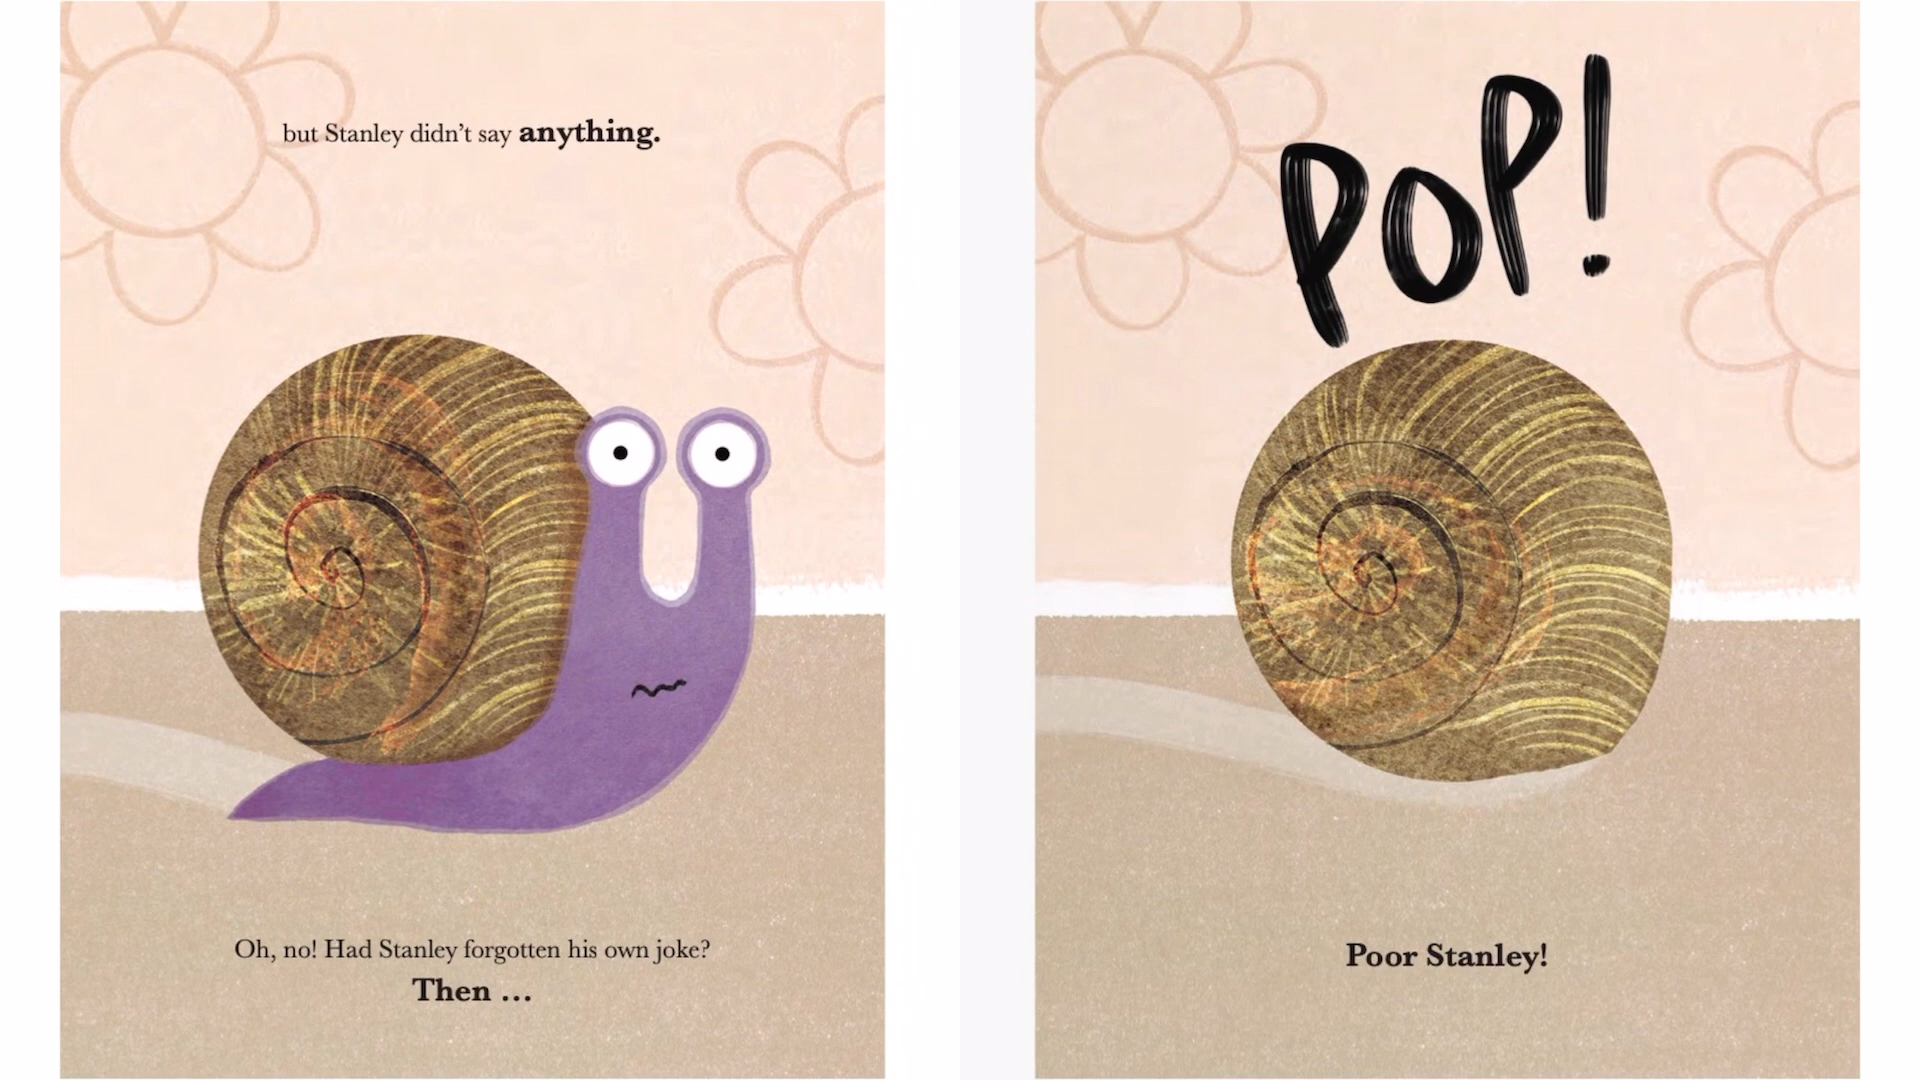 but Stanley didn’t say anything.
Oh, no! Had Stanley forgotten his own joke?
Then …
POP!
Poor Stanley!